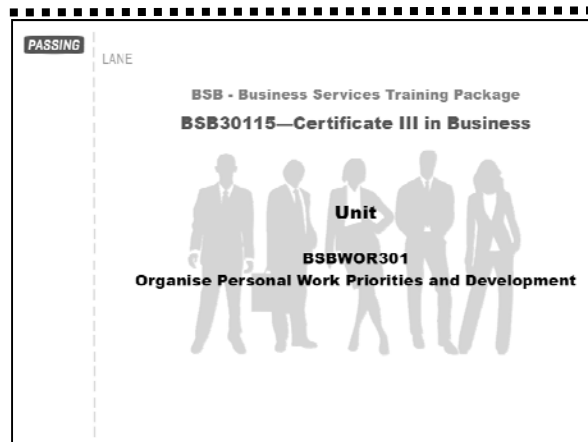 PASSING
LANE
BSB - Business Services Training Package
BSB30115—Certificate III in Business
Unit
BSBWOR301
Organise Personal Work Priorities and Development